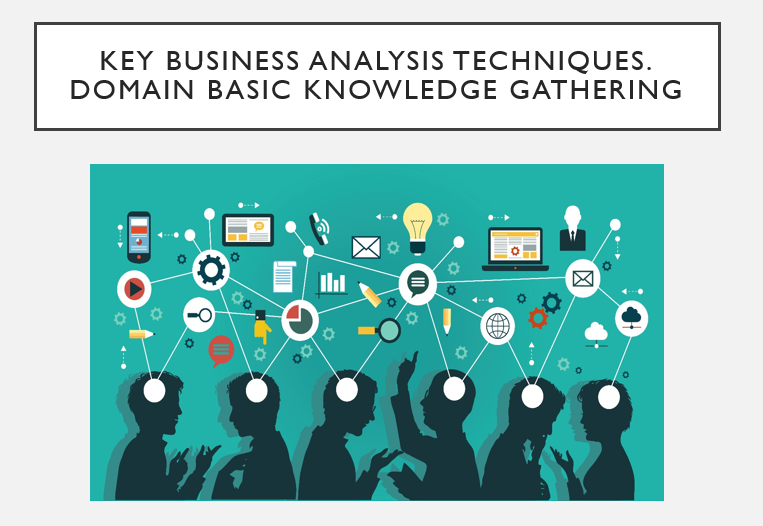 KEY BUSINESS ANALYSIS TECHNIQUES.
DOMAIN BASIC KNOWLEDGE GATHERING